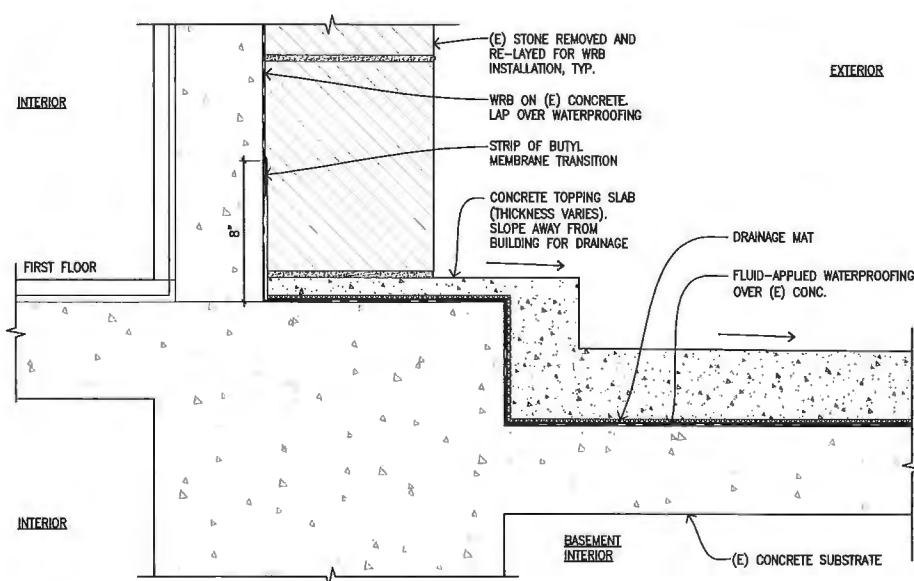 (E) STONE REMOVED AND
RE-LAYED FOR WRB
INSTALLATION, TYP.
EXTERIOR
INTERIOR
WRB ON (E) CONCRETE.
LAP OVER WATERPROOFING
STRIP OF BUTYL
MEMBRANE TRANSITION
8"
CONCRETE TOPPING SLAB
(THICKNESS VARIES).
SLOPE AWAY FROM
BUILDING FOR DRAINAGE
DRAINAGE MAT
FIRST FLOOR
FLUID-APPLIED WATERPROOFING
OVER (E) CONC.
INTERIOR
BASEMENT
INTERIOR
(E) CONCRETE SUBSTRATE